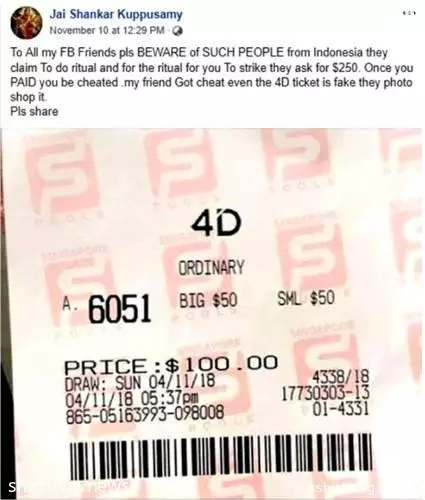 Jai Shankar Kuppusamy
November 10 at 12:29 PM ·
To All my FB Friends pls BEWARE of SUCH PEOPLE from Indonesia they
claim To do ritual and for the ritual for you To strike they ask for $250. Once you
PAID you be cheated .my friend Got cheat even the 4D ticket is fake they photo
shop it.
Pls share
4D
ORDINARY
A. 6051 BIG $50 SML $50
PRICE:$100.00
DRAW: SUN 04/11/18 4338/18
04/11/18 05:37pm 17730303-13
865-05163993-098008 01-4331